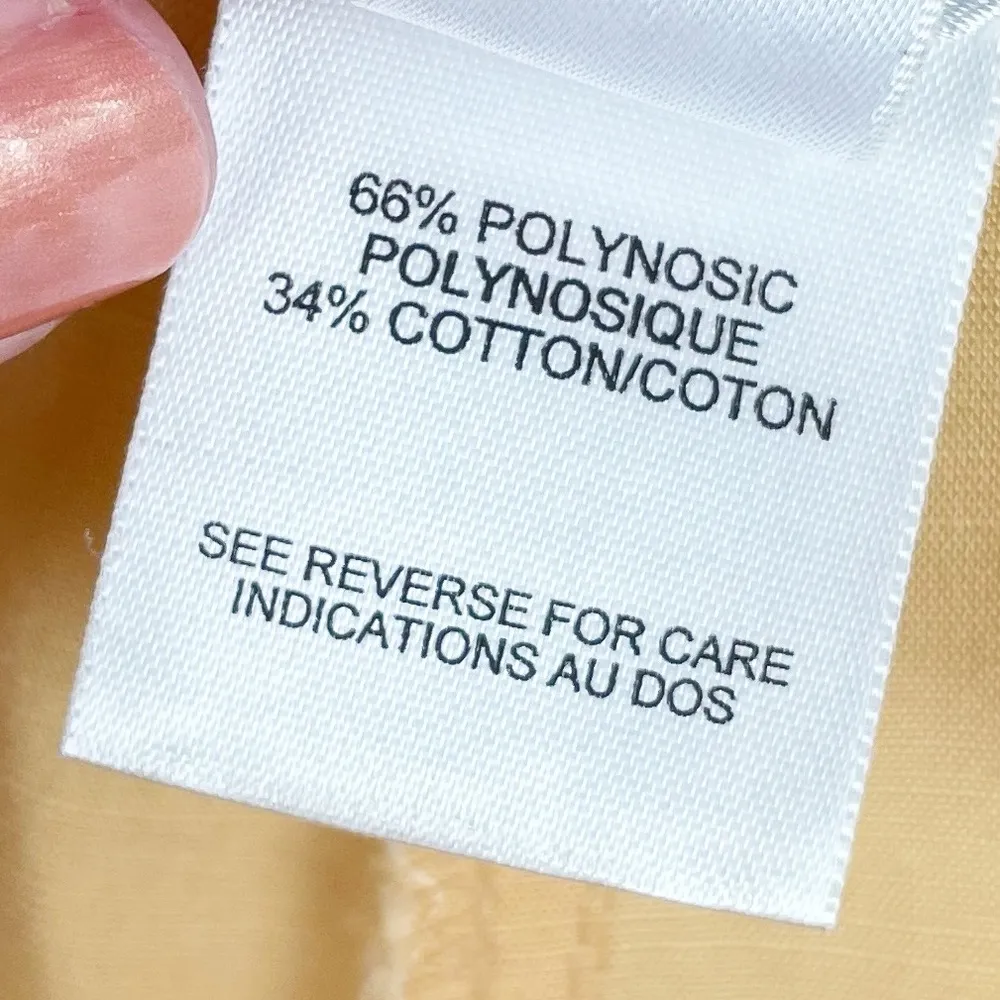 66% POLYNOSIC
POLYNOSIQUE
34% COTTON/COTON
SEE REVERSE FOR CARE
INDICATIONS AU DOS